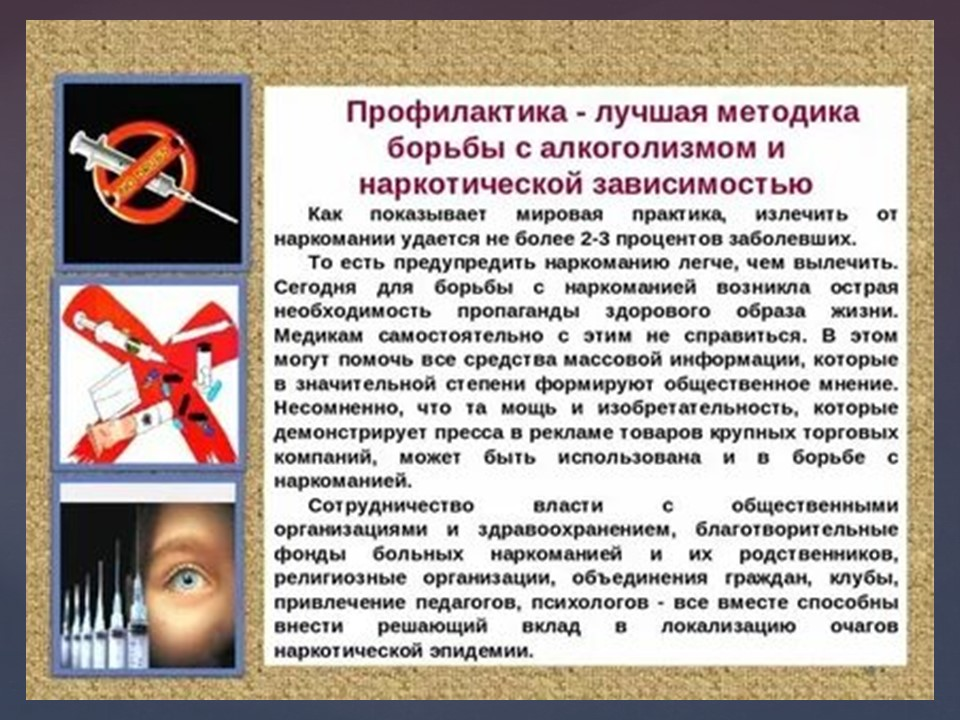 Профилактика - лучшая методика
борьбы с алкоголизмом и
наркотической зависимостью
Как показывает мировая практика, излечить от
наркомании удается не более 2-3 процентов заболевших.
То есть предупредить наркоманию легче, чем вылечить.
Сегодня для борьбы с наркоманией возникла острая
необходимость пропаганды здорового образа жизни.
Медикам самостоятельно с этим не справиться. В этом
могут помочь все средства массовой информации, которые
в значительной степени формируют общественное мнение.
Несомненно, что та мощь и изобретательность, которые
демонстрирует пресса в рекламе товаров крупных торговых
компаний, может быть использована и в борьбе с
наркоманией.
Сотрудничество власти с общественными
организациями и здравоохранением, благотворительные
фонды больных наркоманией и их родственников,
религиозные организации, объединения граждан, клубы,
привлечение педагогов, психологов - все вместе способны
внести решающий вклад в локализацию очагов
наркотической эпидемии.